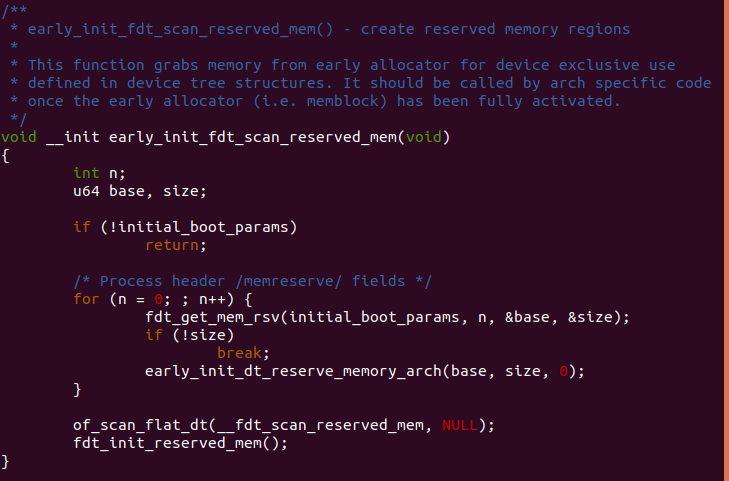 /**
 * early_init_fdt_scan_reserved_mem() - create reserved memory regions
 *
 * This function grabs memory from early allocator for device exclusive use
 * defined in device tree structures. It should be called by arch specific code
 * once the early allocator (i.e. memblock) has been fully activated.
 */
void __init early_init_fdt_scan_reserved_mem(void)
{
        int n;
        u64 base, size;

        if (!initial_boot_params)
                return;

        /* Process header /memreserve/ fields */
        for (n = 0; ; n++) {
                fdt_get_mem_rsv(initial_boot_params, n, &base, &size);
                if (!size)
                        break;
                early_init_dt_reserve_memory_arch(base, size, 0);
        }

        of_scan_flat_dt(__fdt_scan_reserved_mem, NULL);
        fdt_init_reserved_mem();
}